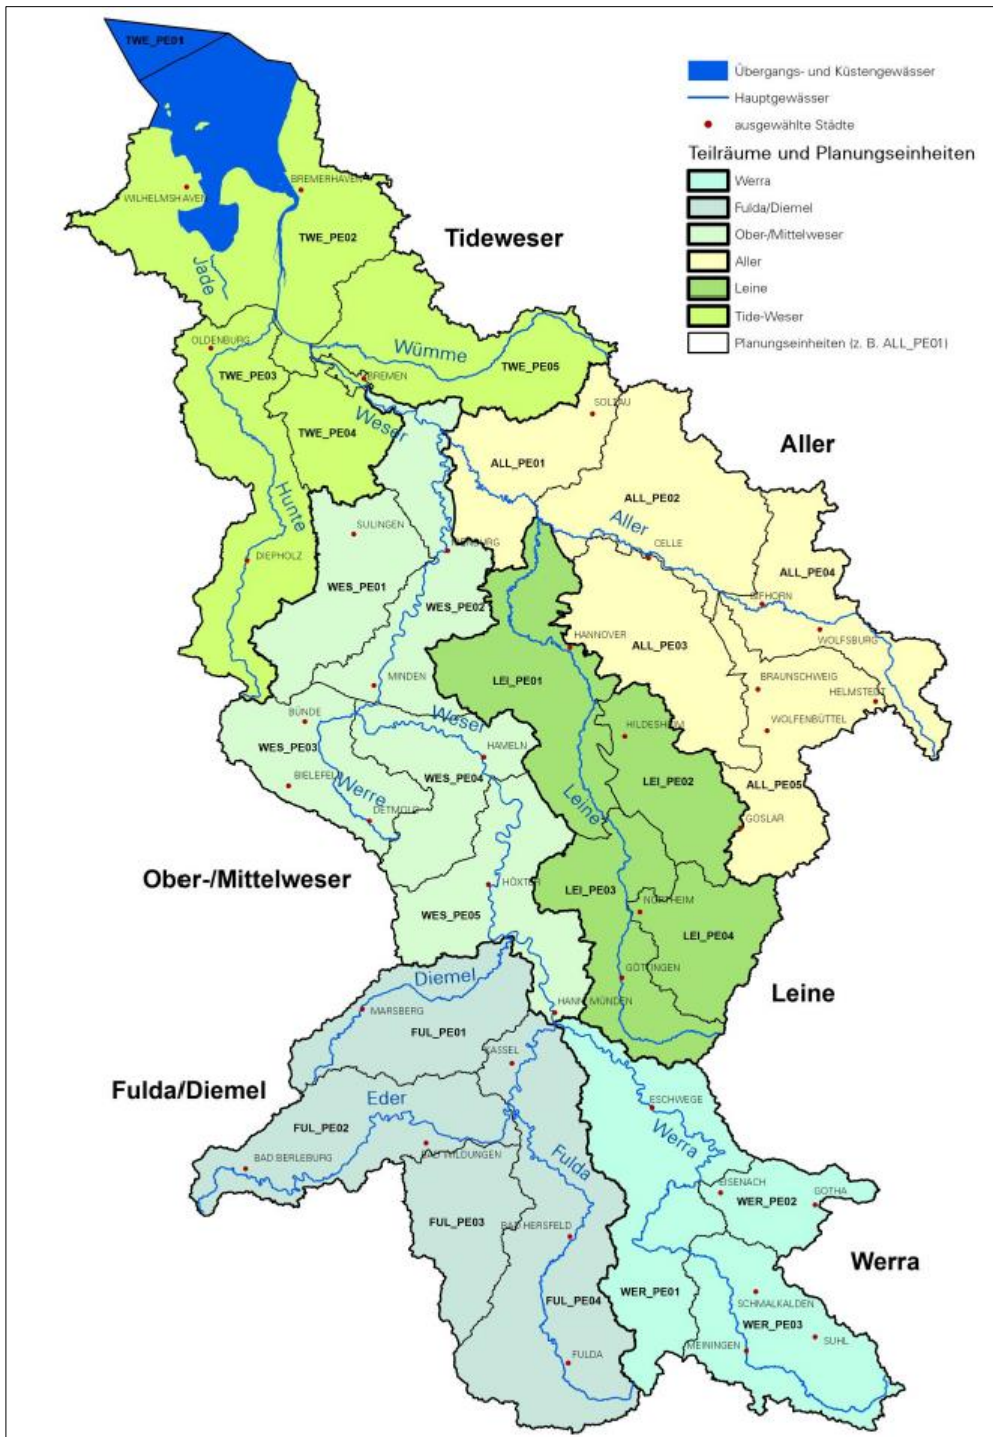 TWE_PE01
Übergangs- und Küstengewässer
Hauptgewässer
ausgewählte Städte
Teilräume und Planungseinheiten
Werra
Fulda/Diemel
Ober-/Mittelweser
Aller
Leine
Tide-Weser
Planungseinheiten (z. B. ALL_PE01)
BREMERHAVEN
WILHELMSHAVEN
TWE_PE02
Tideweser
Jade
OLDENBURG
Wümme
TWE_PE03
TWE_PE05
BREMEN
Weser
SOLTAU
TWE_PE04
Aller
ALL_PE01
ALL_PE02
Hunte
Aller
SULINGEN
NIENBURG
CELLE
DIEPHOLZ
ALL_PE04
WES_PE01
WES_PE02
GIFHORN
HANNOVER
WOLFSBURG
ALL_PE03
LEI_PE01
MINDEN
BRAUNSCHWEIG
HELMSTEDT
BÜNDE
Weser
HILDESHEIM
WOLFENBÜTTEL
WES_PE03
HAMELN
WES_PE04
LEI_PE02
BIELEFELD
Werre
ALL_PE05
DETMOLD
Leine
GOSLAR
Ober-/Mittelweser
HÖXTER
LEI_PE03
WES_PE05
NORTHEIM
LEI_PE04
Diemel
GÖTTINGEN
Leine
MARSBERG
HANN. MÜNDEN
FUL_PE01
KASSEL
Fulda/Diemel
Eder
ESCHWEGE
FUL_PE02
BAD WILDUNGEN
Werra
BAD BERLEBURG
Fulda
EISENACH
GOTHA
WER_PE02
FUL_PE03
BAD HERSFELD
Werra
WER_PE01
FUL_PE04
SCHMALKALDEN
WER_PE03
SUHL
MEININGEN
FULDA